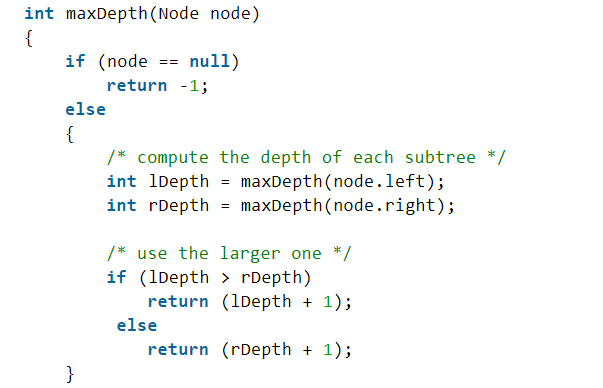 int maxDepth(Node node)
{
    if (node == null)
        return -1;
    else
    {
        /* compute the depth of each subtree */
        int lDepth = maxDepth(node.left);
        int rDepth = maxDepth(node.right);

        /* use the larger one */
        if (lDepth > rDepth)
            return (lDepth + 1);
         else
            return (rDepth + 1);
    }